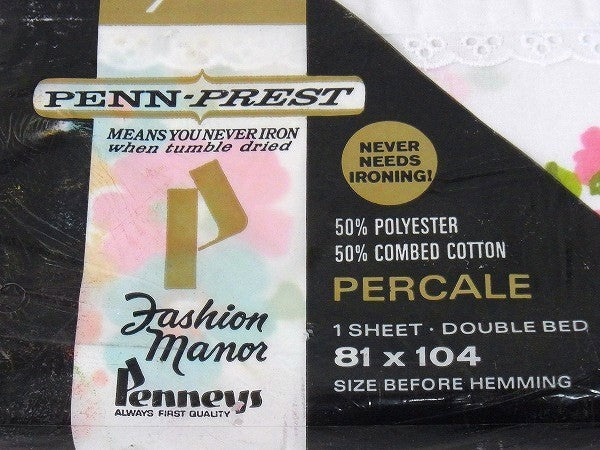 PENN-PREST
MEANS YOU NEVER IRON
when tumble dried
P
Fashion
Manor
Penneys
ALWAYS FIRST QUALITY
NEVER
NEEDS
IRONING!
50% POLYESTER
50% COMBED COTTON
PERCALE
1 SHEET · DOUBLE BED
81 x 104
SIZE BEFORE HEMMING